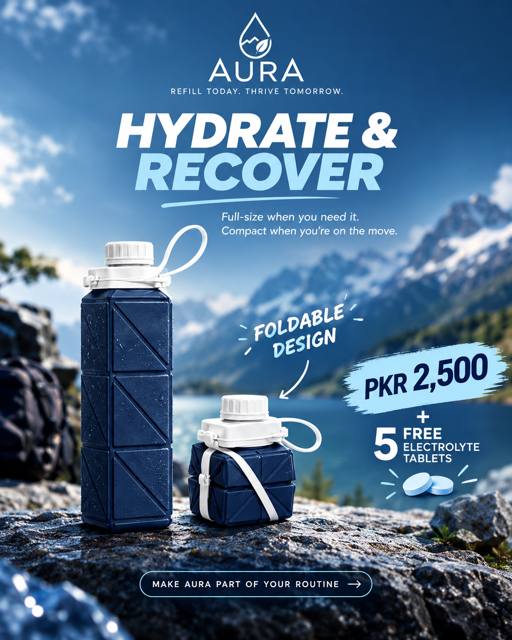 AURA
REFILL TODAY. THRIVE TOMORROW.
HYDRATE &
RECOVER
Full-size when you need it.
Compact when you're on the move.
FOLDABLE
DESIGN
PKR 2,500
+
5 FREE
ELECTROLYTE
TABLETS
MAKE AURA PART OF YOUR ROUTINE →